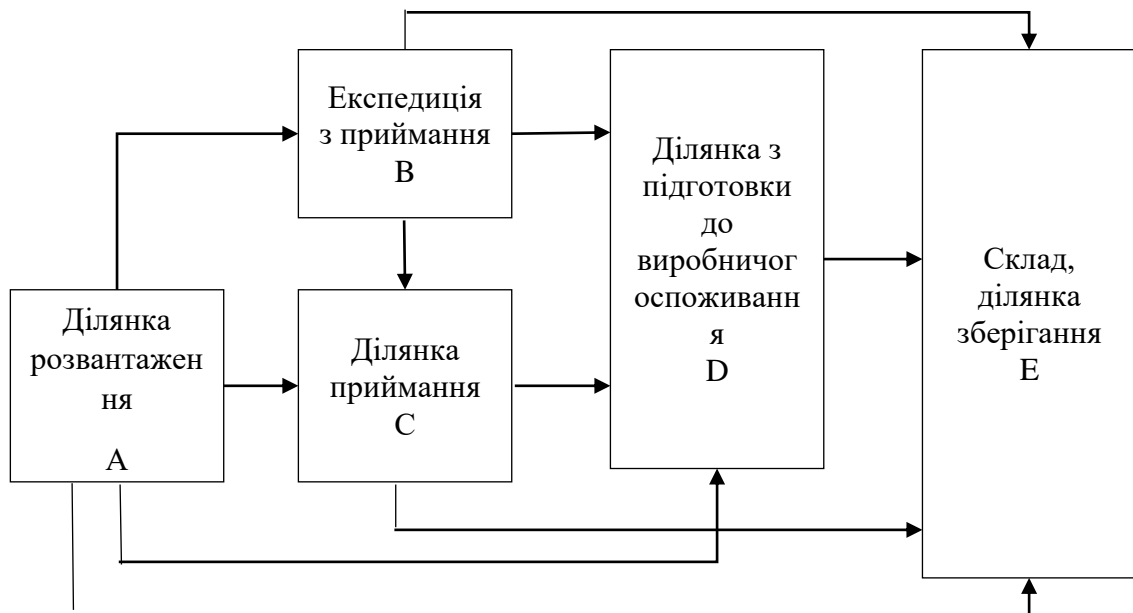 Експедиція
з приймання
B
Ділянка з
підготовки
до
виробничог
оспоживанн
я
D
Склад,
ділянка
зберігання
E
Ділянка
розвантажен
ня
A
Ділянка
приймання
C